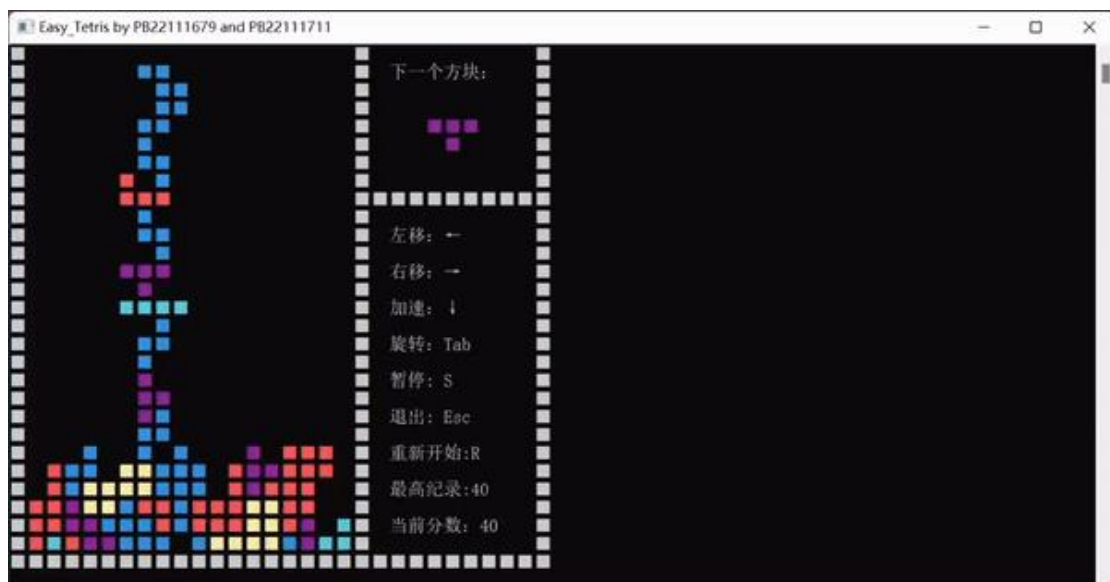 Easy_Tetris by PB22111679 and PB22111711
下一个方块:
左移: ←
右移: →
加速: ↓
旋转: Tab
暂停: S
退出: Esc
重新开始:R
最高纪录:40
当前分数: 40